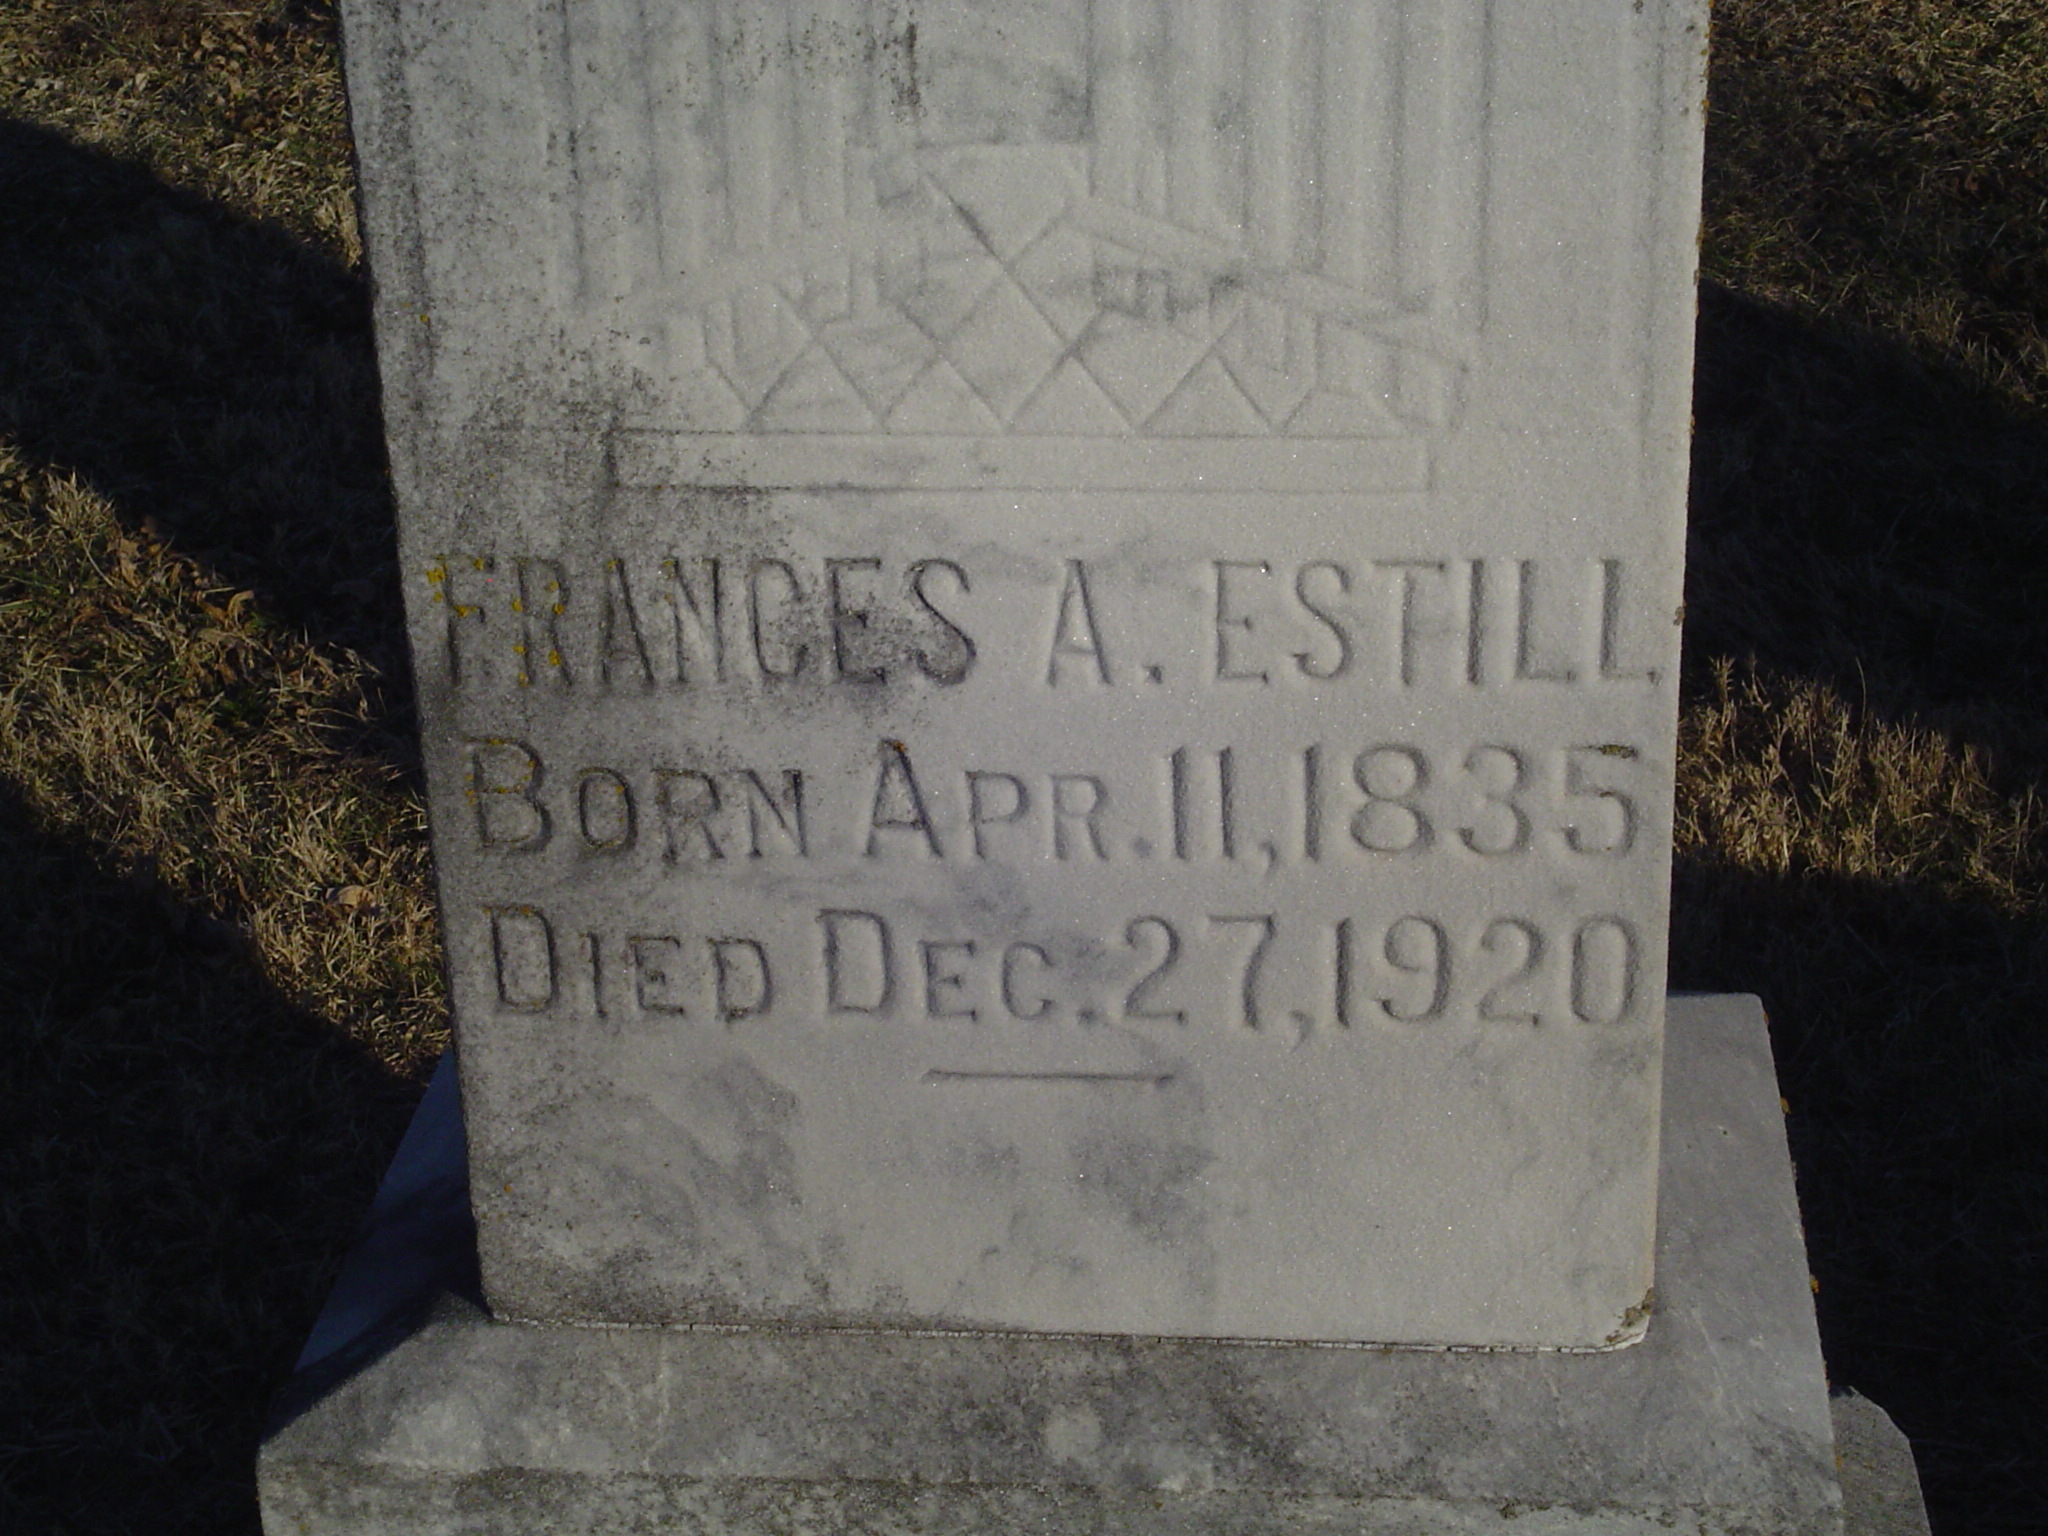 FRANCES A. ESTILL.
BORN APR. 11, 1835
DIED DEC. 27, 1920